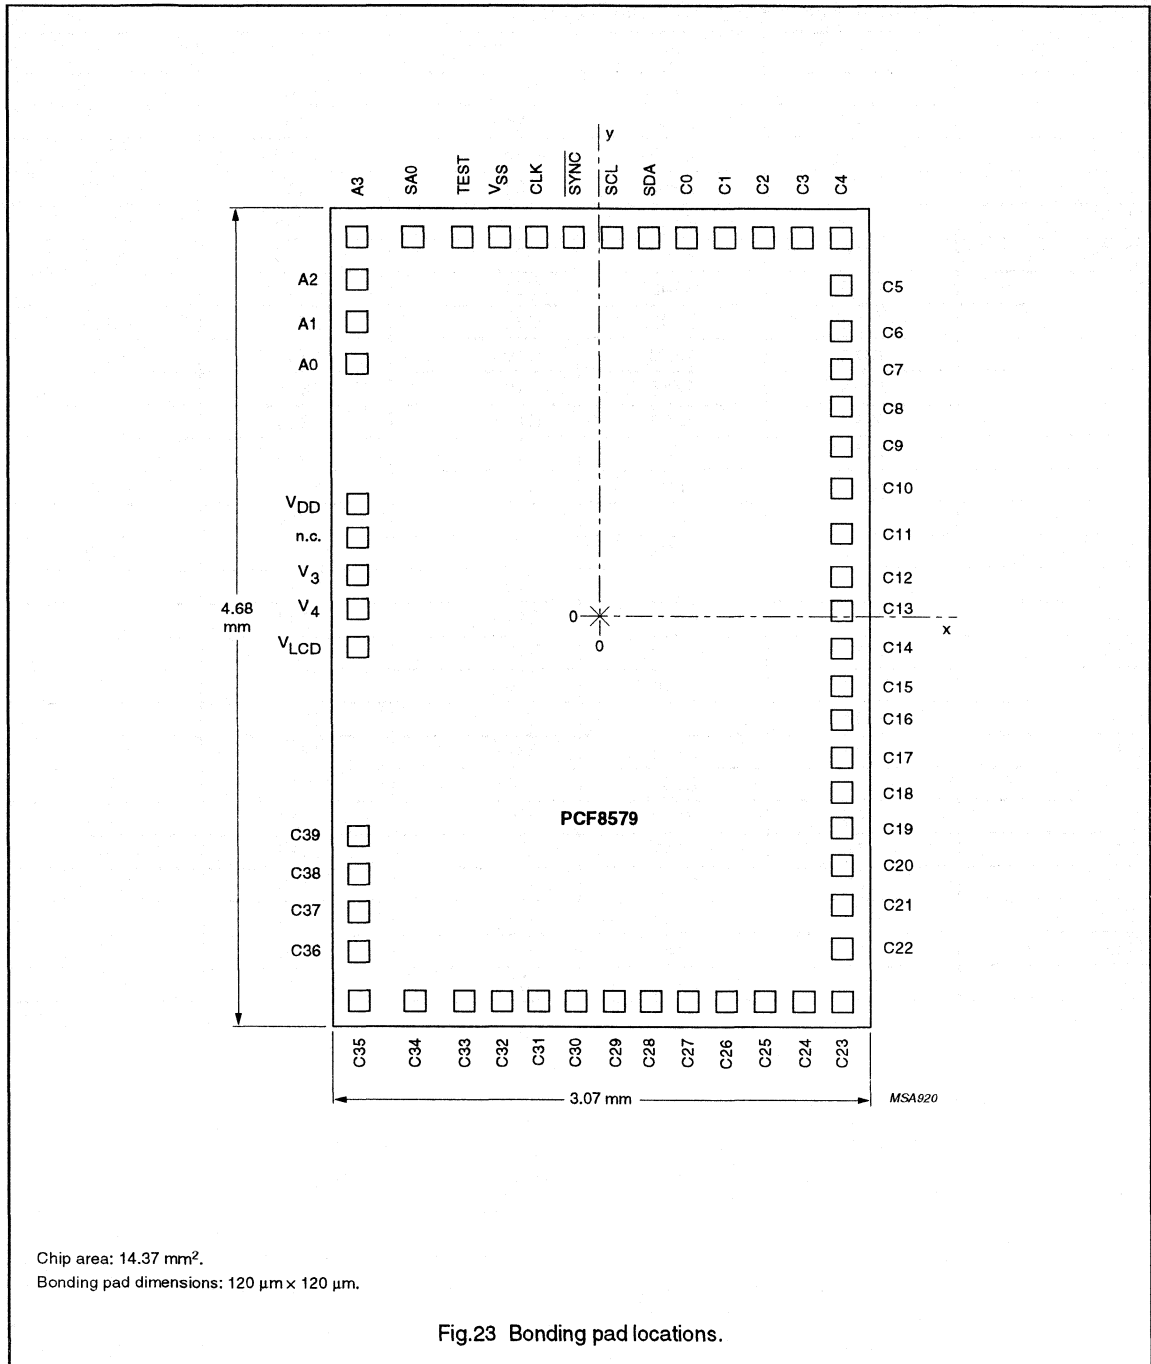 y
A3 SA0 TEST VSS CLK SYNC SCL SDA C0 C1 C2 C3 C4
A2
A1
A0
VDD
n.c.
V3
V4
VLCD
C39
C38
C37
C36
C5
C6
C7
C8
C9
C10
C11
C12
C13
C14
C15
C16
C17
C18
C19
C20
C21
C22
4.68
mm
0
0
x
PCF8579
C35 C34 C33 C32 C31 C30 C29 C28 C27 C26 C25 C24 C23
3.07 mm
MSA920
Chip area: 14.37 mm².
Bonding pad dimensions: 120 µm x 120 µm.
Fig.23 Bonding pad locations.